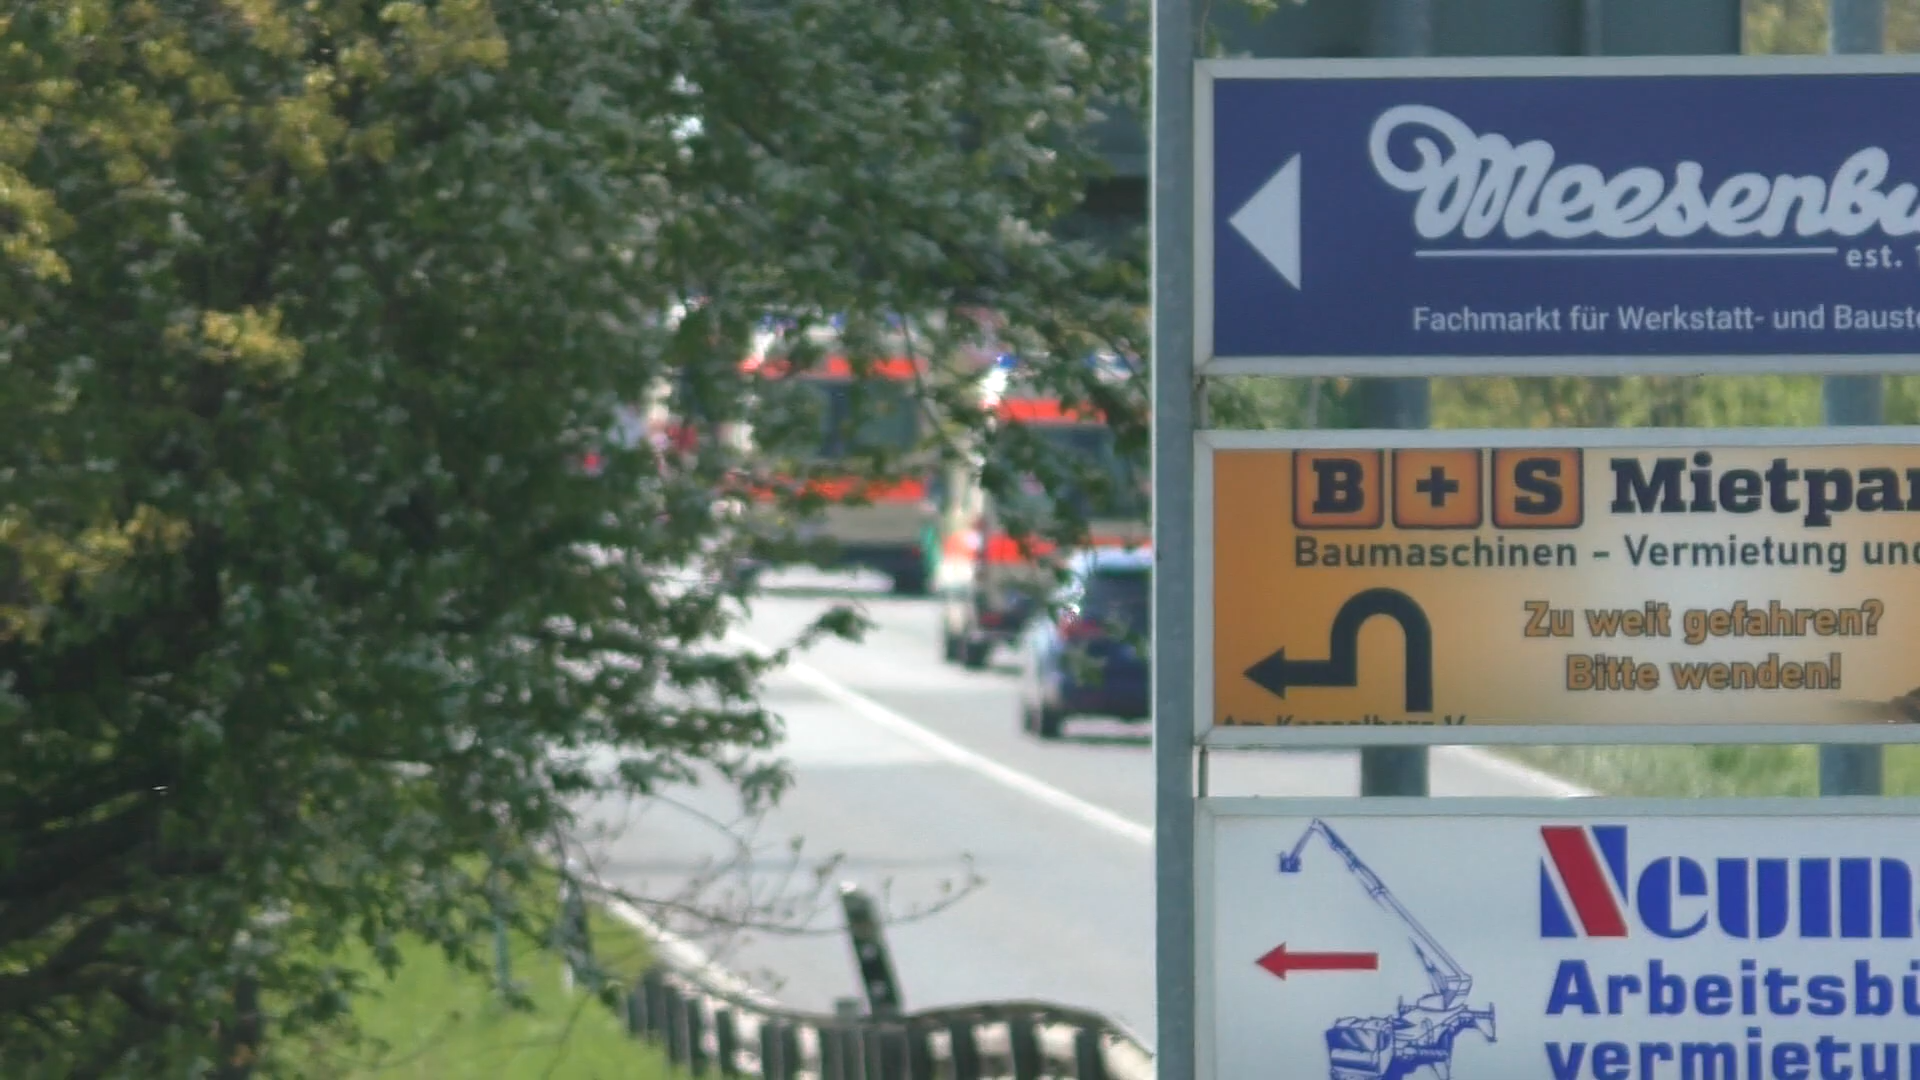 Meesenbu
est.
Fachmarkt für Werkstatt- und Bauste
B+S Mietpar
Baumaschinen - Vermietung und
Zu weit gefahren?
Bitte wenden!
Neum
Arbeitsbü
vermietun